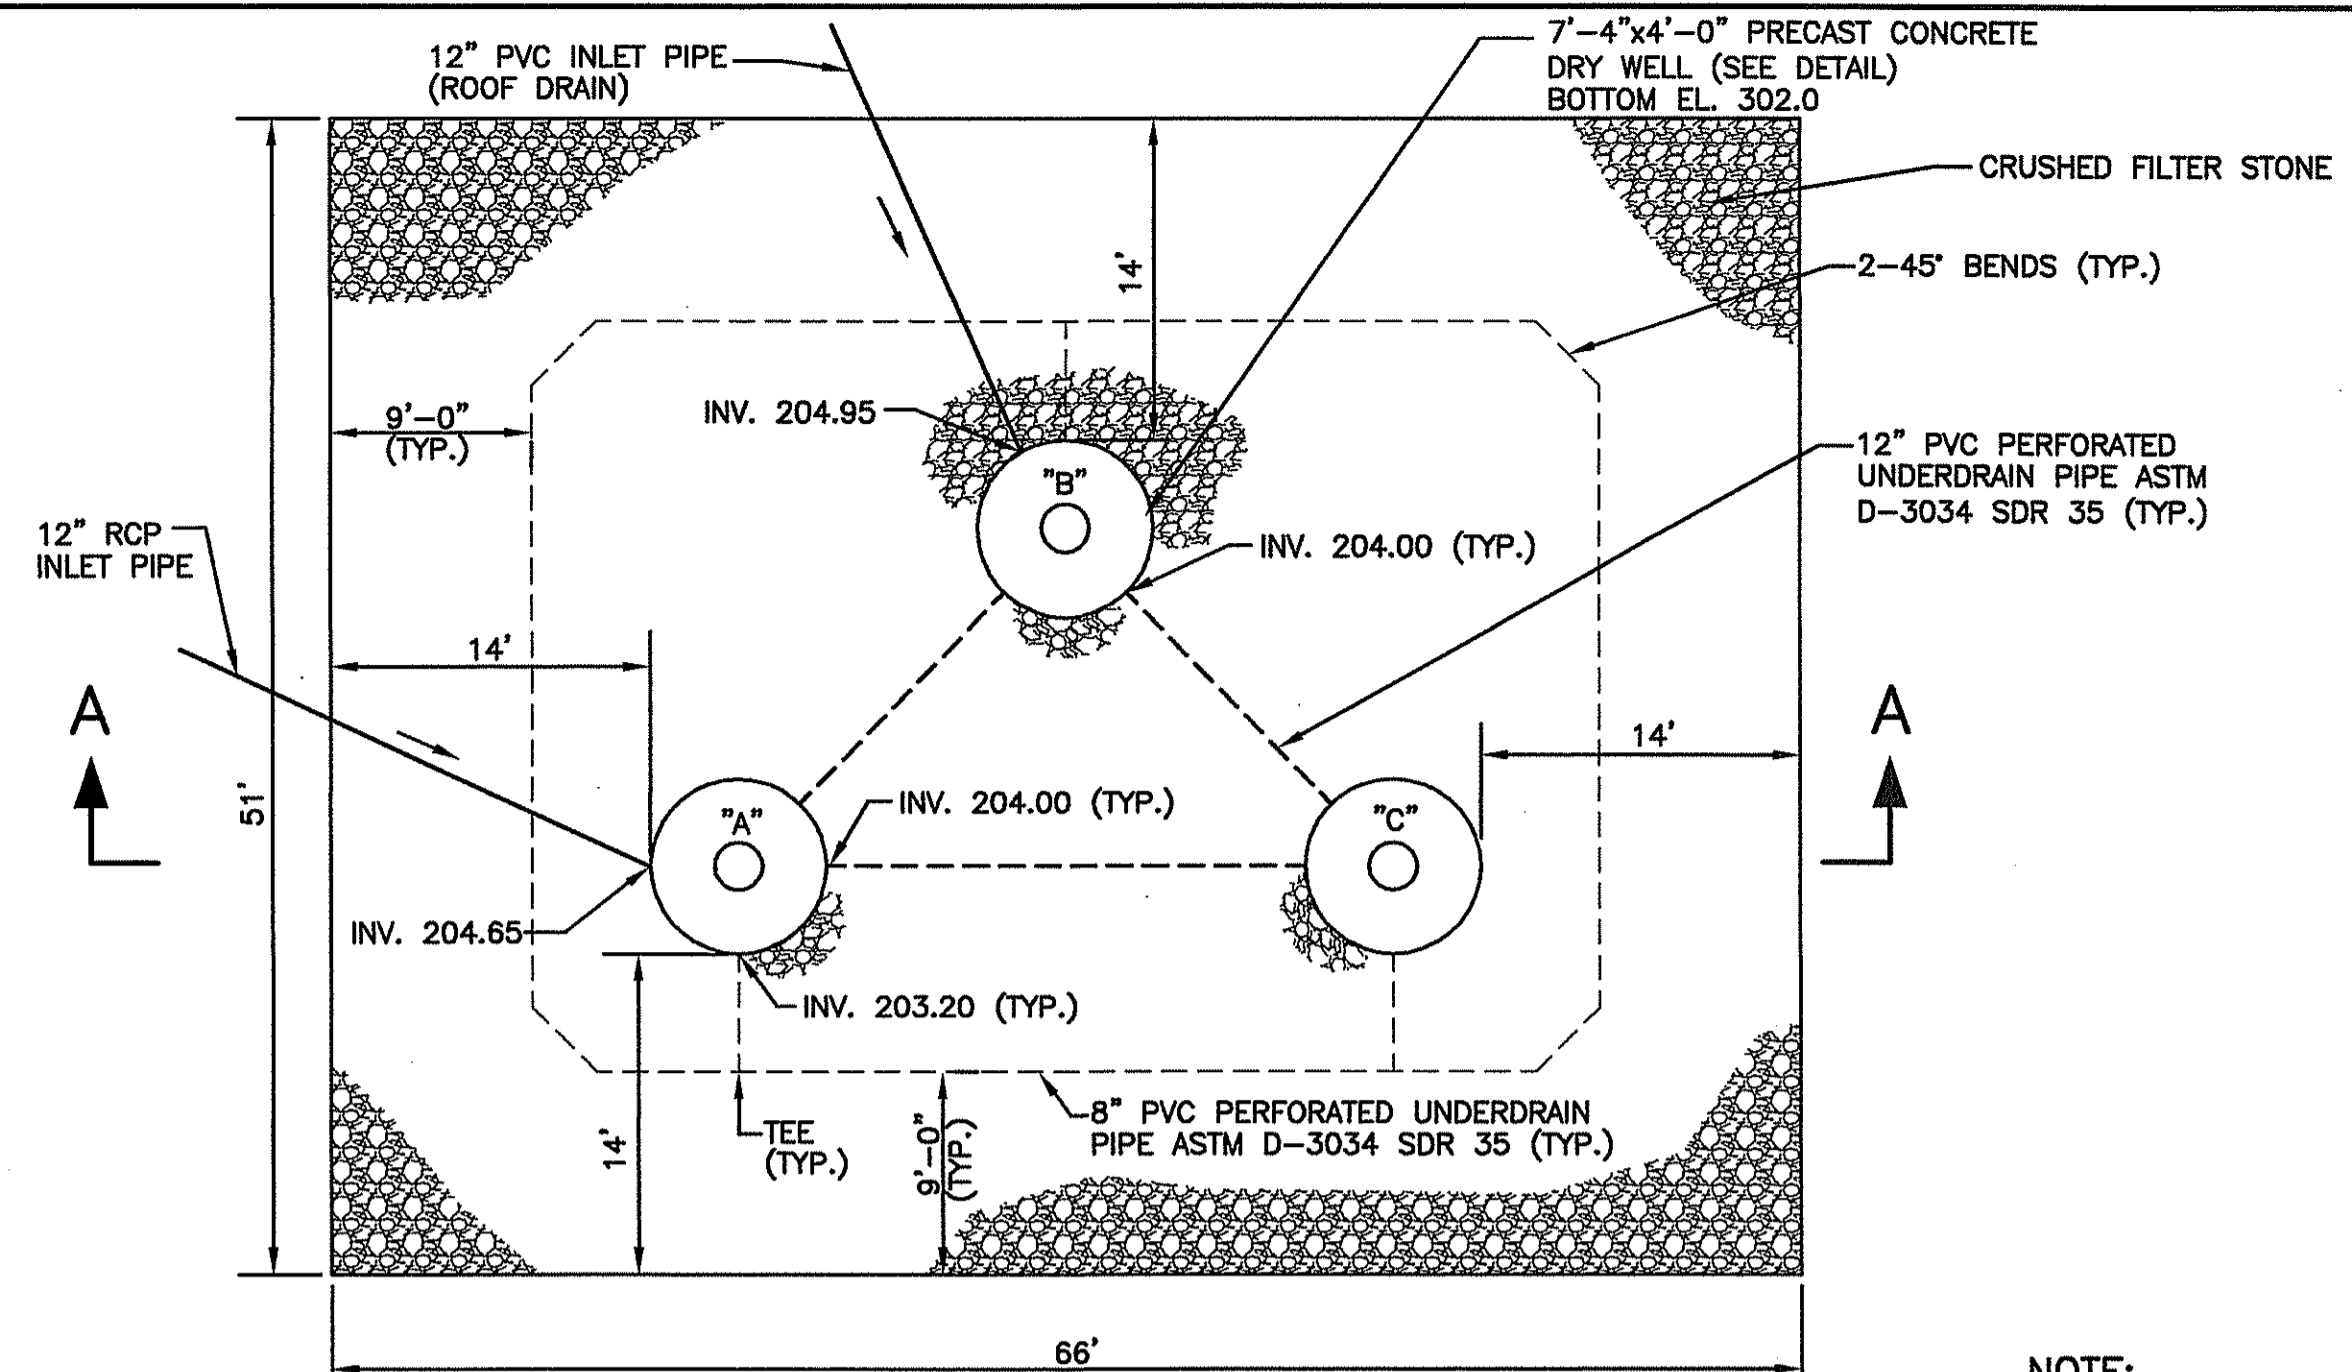 12" PVC INLET PIPE
(ROOF DRAIN)
7'-4"x4'-0" PRECAST CONCRETE
DRY WELL (SEE DETAIL)
BOTTOM EL. 302.0
CRUSHED FILTER STONE
2-45° BENDS (TYP.)
14'
INV. 204.95
9'-0"
(TYP.)
"B"
12" PVC PERFORATED
UNDERDRAIN PIPE ASTM
D-3034 SDR 35 (TYP.)
12" RCP
INLET PIPE
INV. 204.00 (TYP.)
14'
A
A
14'
51'
"A"
INV. 204.00 (TYP.)
"C"
INV. 204.65
INV. 203.20 (TYP.)
14'
TEE
(TYP.)
9'-0"
(TYP.)
8" PVC PERFORATED UNDERDRAIN
PIPE ASTM D-3034 SDR 35 (TYP.)
66'
NOTE: